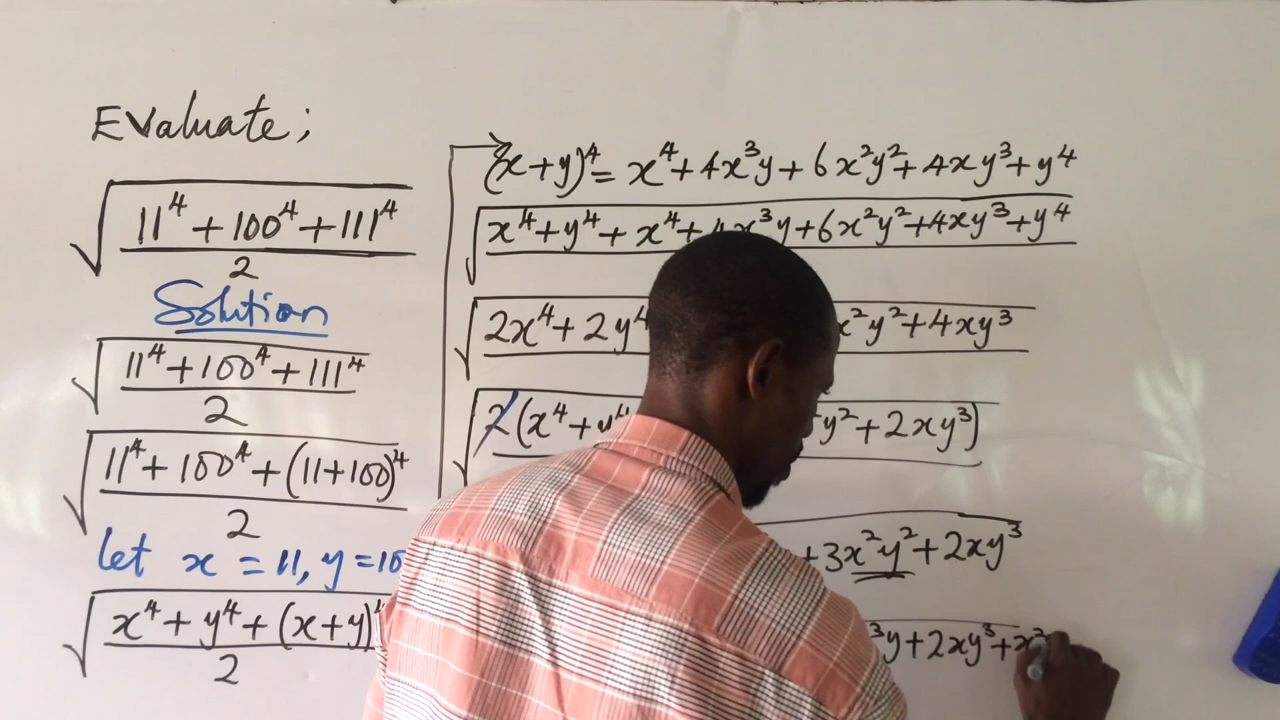 Evaluate;
√(11⁴ + 100⁴ + 111⁴
2
Solution
√(11⁴ + 100⁴ + 111⁴
2
√(11⁴ + 100⁴ + (11+100)⁴
2
let x = 11, y = 10
√(x⁴ + y⁴ + (x+y)⁴
2
(x+y)⁴ = x⁴ + 4x³y + 6x²y² + 4xy³ + y⁴
√(x⁴ + y⁴ + x⁴ + 4x³y + 6x²y² + 4xy³ + y⁴
√(2x⁴ + 2y⁴ x²y² + 4xy³
√(2(x⁴ + y⁴ y² + 2xy³)
+ 3x²y² + 2xy³
³y + 2xy³ + x²